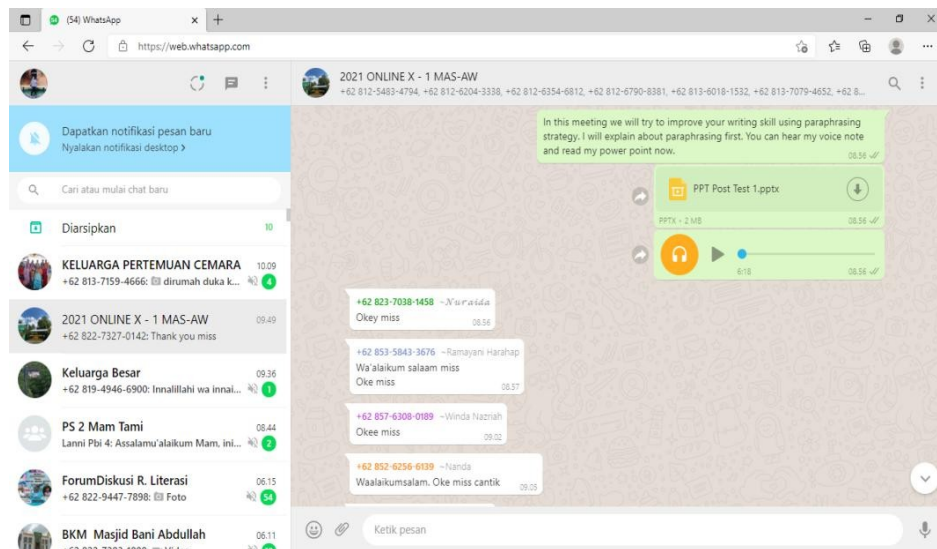 (54) WhatsApp
https://web.whatsapp.com
2021 ONLINE X - 1 MAS-AW
+62 812-5483-4794, +62 812-6204-3338, +62 812-6354-6812, +62 812-6790-8381, +62 813-6018-1532, +62 813-7079-4652, +62 8...
Dapatkan notifikasi pesan baru
Nyalakan notifikasi desktop >
Cari atau mulai chat baru
Diarsipkan 10
KELUARGA PERTEMUAN CEMARA 10.09
+62 813-7159-4666: dirumah duka k... 4
2021 ONLINE X - 1 MAS-AW 09.49
+62 822-7327-0142: Thank you miss
Keluarga Besar 09.36
+62 819-4946-6900: Innalillahi wa innai... 1
PS 2 Mam Tami 08.44
Lanni Pbi 4: Assalamu'alaikum Mam, ini... 2
ForumDiskusi R. Literasi 06.15
+62 822-9447-7898: Foto 54
BKM Masjid Bani Abdullah 06.11
In this meeting we will try to improve your writing skill using paraphrasing
strategy. I will explain about paraphrasing first. You can hear my voice note
and read my power point now.
08.56
PPT Post Test 1.pptx
PPTX • 2 MB 08.56
6:18 08.56
+62 823-7038-1458 ~Nuraida
Okey miss 08.56
+62 853-5843-3676 ~Ramayani Harahap
Wa'alaikum salaam miss
Oke miss 08.57
+62 857-6308-0189 ~Winda Nazriah
Okee miss 09.02
+62 852-6256-6139 ~Nanda
Waalaikumsalam. Oke miss cantik 09.05
Ketik pesan